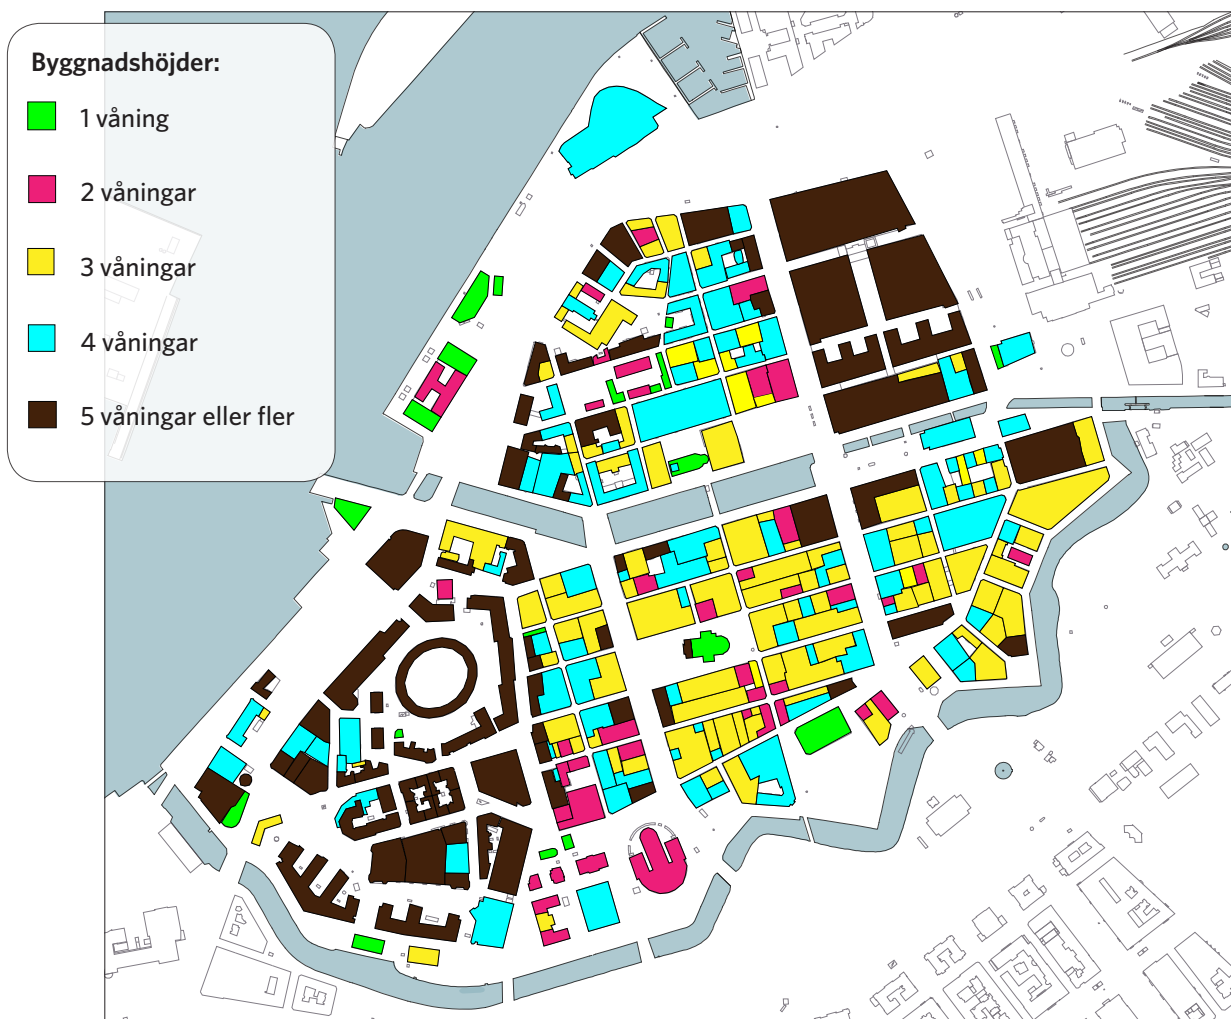 Byggnadshöjder:
1 våning
2 våningar
3 våningar
4 våningar
5 våningar eller fler